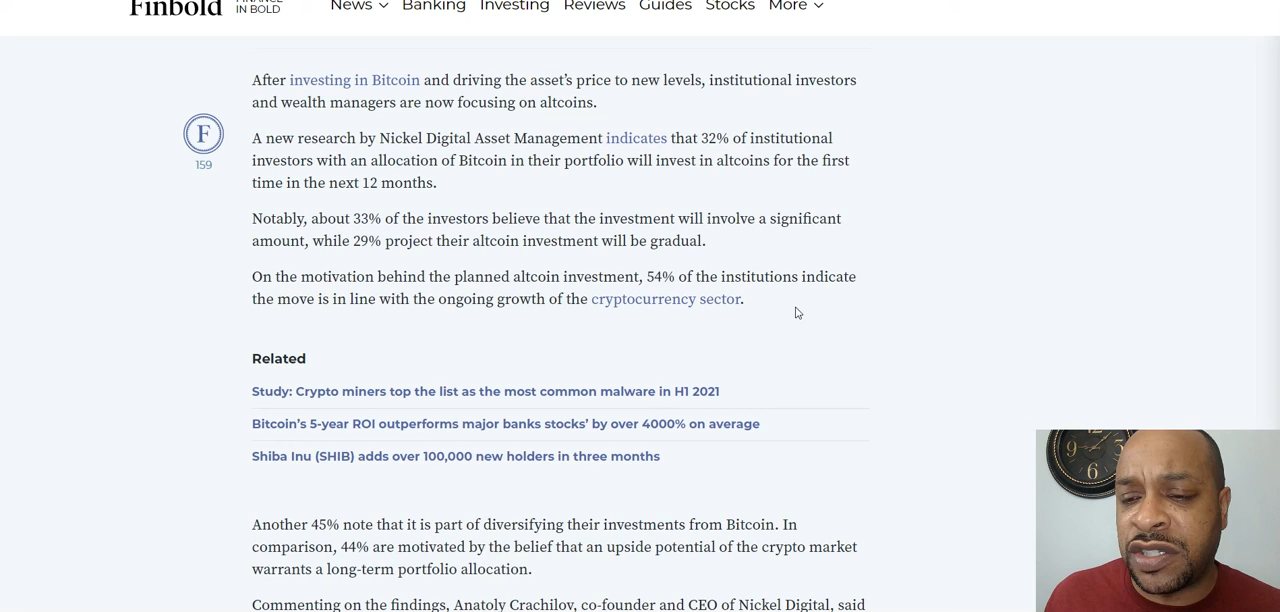 Finbold
FINANCE
IN BOLD
News
Banking
Investing
Reviews
Guides
Stocks
More
After investing in Bitcoin and driving the asset’s price to new levels, institutional investors
and wealth managers are now focusing on altcoins.
F
159
A new research by Nickel Digital Asset Management indicates that 32% of institutional
investors with an allocation of Bitcoin in their portfolio will invest in altcoins for the first
time in the next 12 months.
Notably, about 33% of the investors believe that the investment will involve a significant
amount, while 29% project their altcoin investment will be gradual.
On the motivation behind the planned altcoin investment, 54% of the institutions indicate
the move is in line with the ongoing growth of the cryptocurrency sector.
Related
Study: Crypto miners top the list as the most common malware in H1 2021
Bitcoin’s 5-year ROI outperforms major banks stocks’ by over 4000% on average
Shiba Inu (SHIB) adds over 100,000 new holders in three months
Another 45% note that it is part of diversifying their investments from Bitcoin. In
comparison, 44% are motivated by the belief that an upside potential of the crypto market
warrants a long-term portfolio allocation.
Commenting on the findings, Anatoly Crachilov, co-founder and CEO of Nickel Digital, said